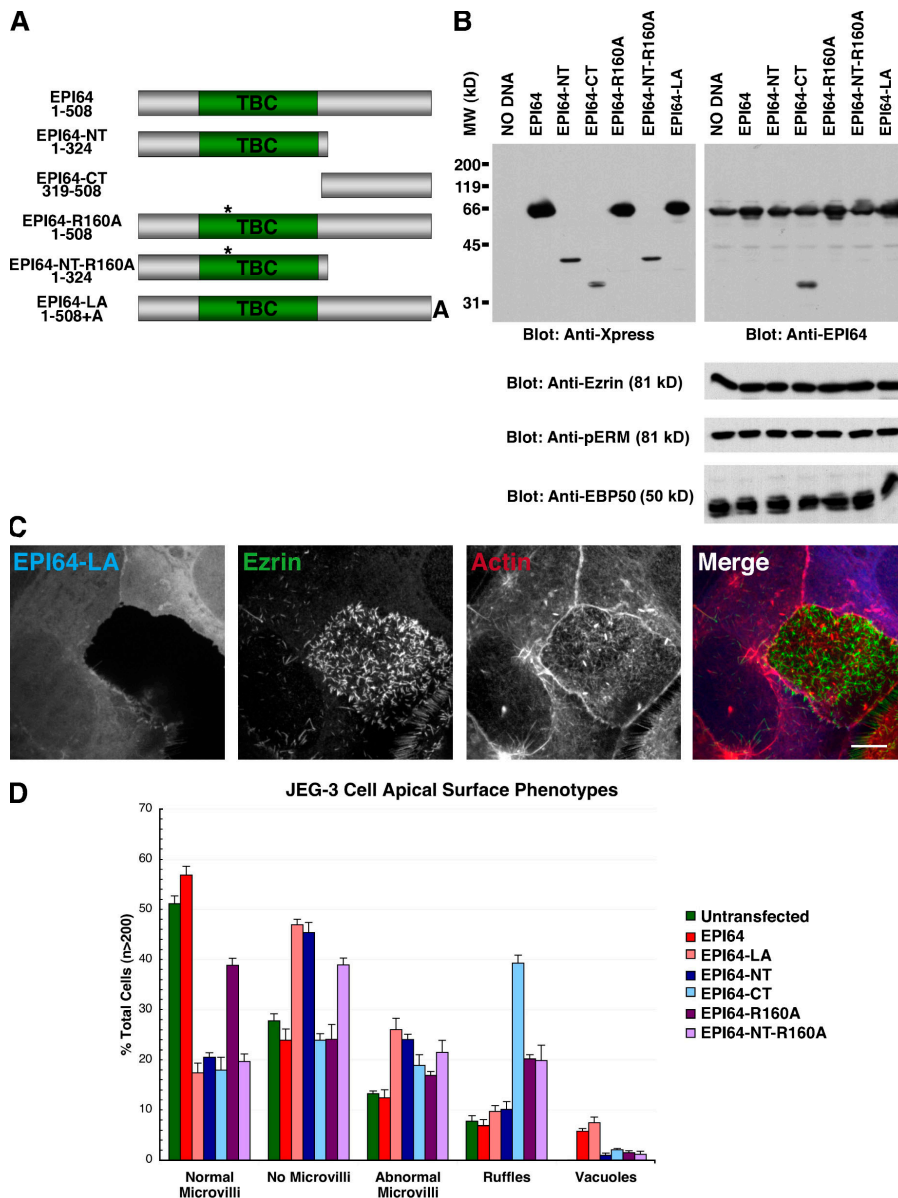 A
EPI64
1-508
TBC
EPI64-NT
1-324
TBC
EPI64-CT
319-508
*
EPI64-R160A
1-508
TBC
*
EPI64-NT-R160A
1-324
TBC
EPI64-LA
1-508+A
TBC
A
B
MW (kD)
NO DNA
EPI64
EPI64-NT
EPI64-CT
EPI64-R160A
EPI64-NT-R160A
EPI64-LA
NO DNA
EPI64
EPI64-NT
EPI64-CT
EPI64-R160A
EPI64-NT-R160A
EPI64-LA
200
119
66
45
31
Blot: Anti-Xpress
Blot: Anti-EPI64
Blot: Anti-Ezrin (81 kD)
Blot: Anti-pERM (81 kD)
Blot: Anti-EBP50 (50 kD)
C
EPI64-LA
Ezrin
Actin
Merge
D
JEG-3 Cell Apical Surface Phenotypes
% Total Cells (n>200)
70
60
50
40
30
20
10
0
Normal
Microvilli
No Microvilli
Abnormal
Microvilli
Ruffles
Vacuoles
Untransfected
EPI64
EPI64-LA
EPI64-NT
EPI64-CT
EPI64-R160A
EPI64-NT-R160A